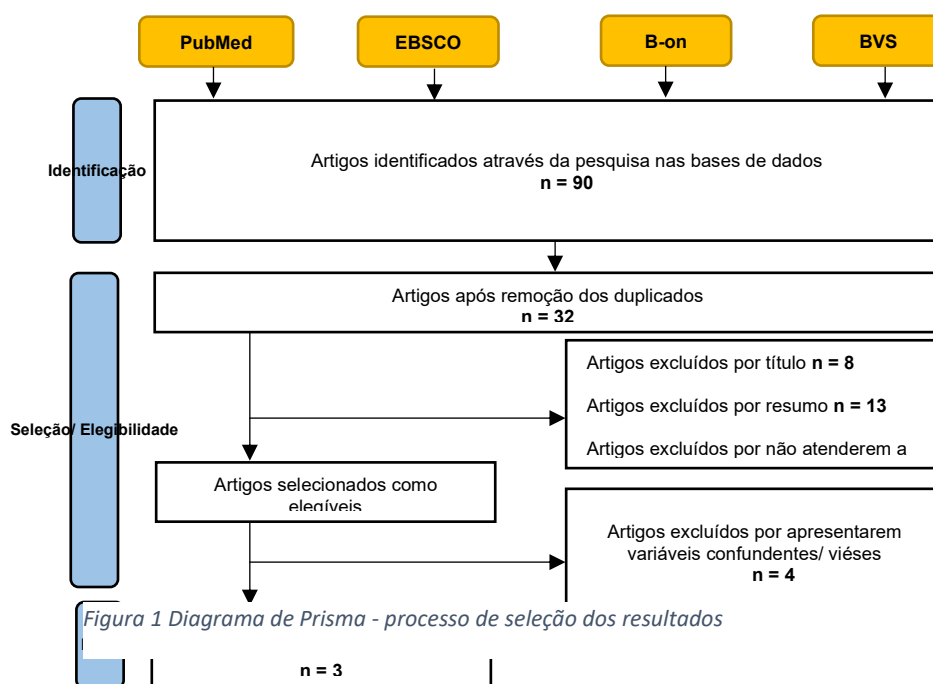 PubMed
EBSCO
B-on
BVS
Identificação
Artigos identificados através da pesquisa nas bases de dados
n = 90
Artigos após remoção dos duplicados
n = 32
Artigos excluídos por título n = 8
Artigos excluídos por resumo n = 13
Artigos excluídos por não atenderem a
Seleção/ Elegibilidade
Artigos selecionados como
elegíveis
Artigos excluídos por apresentarem
variáveis confundentes/ viéses
n = 4
Figura 1 Diagrama de Prisma - processo de seleção dos resultados
n = 3